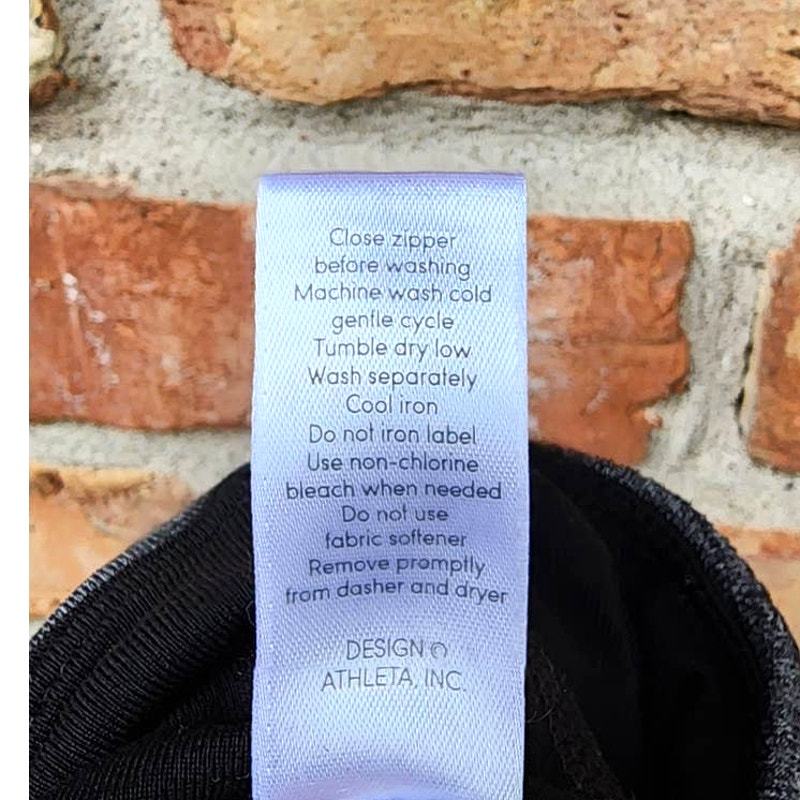 Close zipper
before washing
Machine wash cold
gentle cycle
Tumble dry low
Wash separately
Cool iron
Do not iron label
Use non-chlorine
bleach when needed
Do not use
fabric softener
Remove promptly
from dasher and dryer
DESIGN ©
ATHLETA, INC.